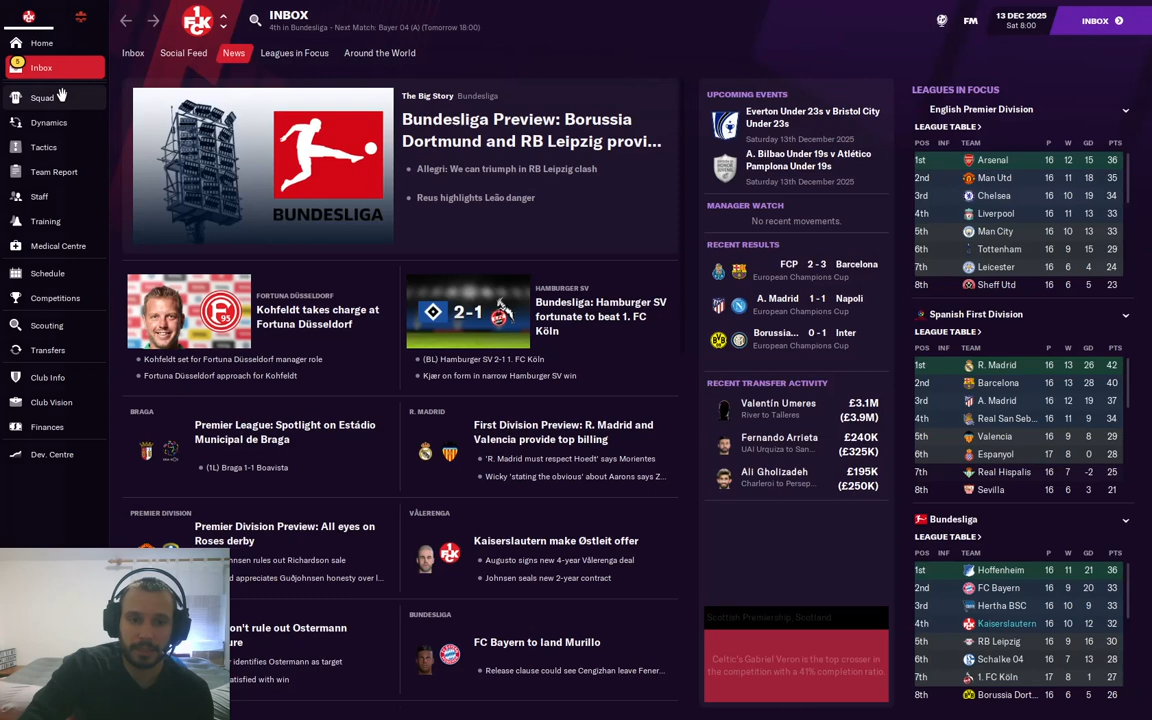 INBOX
4th in Bundesliga - Next Match: Bayer 04 (A) (Tomorrow 18:00)
FM
13 DEC 2025
Sat 8:00
INBOX
Inbox
Social Feed
News
Leagues in Focus
Around the World
Home
5
Inbox
Squad
Dynamics
Tactics
Team Report
Staff
Training
Medical Centre
Schedule
Competitions
Scouting
Transfers
Club Info
Club Vision
Finances
Dev. Centre
BUNDESLIGA
The Big Story Bundesliga
Bundesliga Preview: Borussia
Dortmund and RB Leipzig provi...
Allegri: We can triumph in RB Leipzig clash
Reus highlights Leão danger
FORTUNA DÜSSELDORF
Kohfeldt takes charge at
Fortuna Düsseldorf
Kohfeldt set for Fortuna Düsseldorf manager role
Fortuna Düsseldorf approach for Kohfeldt
2-1
HAMBURGER SV
Bundesliga: Hamburger SV
fortunate to beat 1. FC
Köln
(BL) Hamburger SV 2-1 1. FC Köln
Kjær on form in narrow Hamburger SV win
BRAGA
Premier League: Spotlight on Estádio
Municipal de Braga
(1L) Braga 1-1 Boavista
R. MADRID
First Division Preview: R. Madrid and
Valencia provide top billing
'R. Madrid must respect Hoedt' says Morientes
Wicky 'stating the obvious' about Aarons says Z...
PREMIER DIVISION
Premier Division Preview: All eyes on
Roses derby
nsen rules out Richardson sale
d appreciates Guðjohnsen honesty over l...
VÅLERENGA
Kaiserslautern make Østleit offer
Augusto signs new 4-year Vålerenga deal
Johnsen seals new 2-year contract
n't rule out Ostermann
ure
identifies Ostermann as target
atisfied with win
BUNDESLIGA
FC Bayern to land Murillo
Release clause could see Cengizhan leave Fener...
UPCOMING EVENTS
Everton Under 23s v Bristol City
Under 23s
Saturday 13th December 2025
A. Bilbao Under 19s v Atlético
Pamplona Under 19s
Saturday 13th December 2025
MANAGER WATCH
No recent movements.
RECENT RESULTS
FCP 2 - 3 Barcelona
European Champions Cup
A. Madrid 1 - 1 Napoli
European Champions Cup
Borussia... 0 - 1 Inter
European Champions Cup
RECENT TRANSFER ACTIVITY
Valentín Umeres £3.1M
River to Talleres (£3.9M)
Fernando Arrieta £240K
UAI Urquiza to San... (£325K)
Ali Gholizadeh £195K
Charleroi to Persep... (£250K)
Scottish Premiership, Scotland
Celtic's Gabriel Veron is the top crosser in
the competition with a 41% completion ratio.
LEAGUES IN FOCUS
English Premier Division
LEAGUE TABLE
POS INF TEAM P W GD PTS
1st Arsenal 16 12 15 36
2nd Man Utd 16 11 18 35
3rd Chelsea 16 10 19 34
4th Liverpool 16 11 13 33
5th Man City 16 10 13 33
6th Tottenham 16 9 15 29
7th Leicester 16 6 4 24
8th Sheff Utd 16 6 5 23
Spanish First Division
LEAGUE TABLE
POS INF TEAM P W GD PTS
1st R. Madrid 16 13 26 42
2nd Barcelona 16 13 28 40
3rd A. Madrid 16 12 19 37
4th Real San Seb... 16 11 9 34
5th Valencia 16 9 8 29
6th Espanyol 17 8 0 28
7th Real Hispalis 16 7 -2 25
8th Sevilla 16 6 3 21
Bundesliga
LEAGUE TABLE
POS INF TEAM P W GD PTS
1st Hoffenheim 16 11 21 36
2nd FC Bayern 16 9 20 33
3rd Hertha BSC 16 10 9 33
4th Kaiserslautern 16 10 12 32
5th RB Leipzig 16 9 16 30
6th Schalke 04 16 7 13 28
7th 1. FC Köln 17 8 1 27
8th Borussia Dort... 16 6 5 26